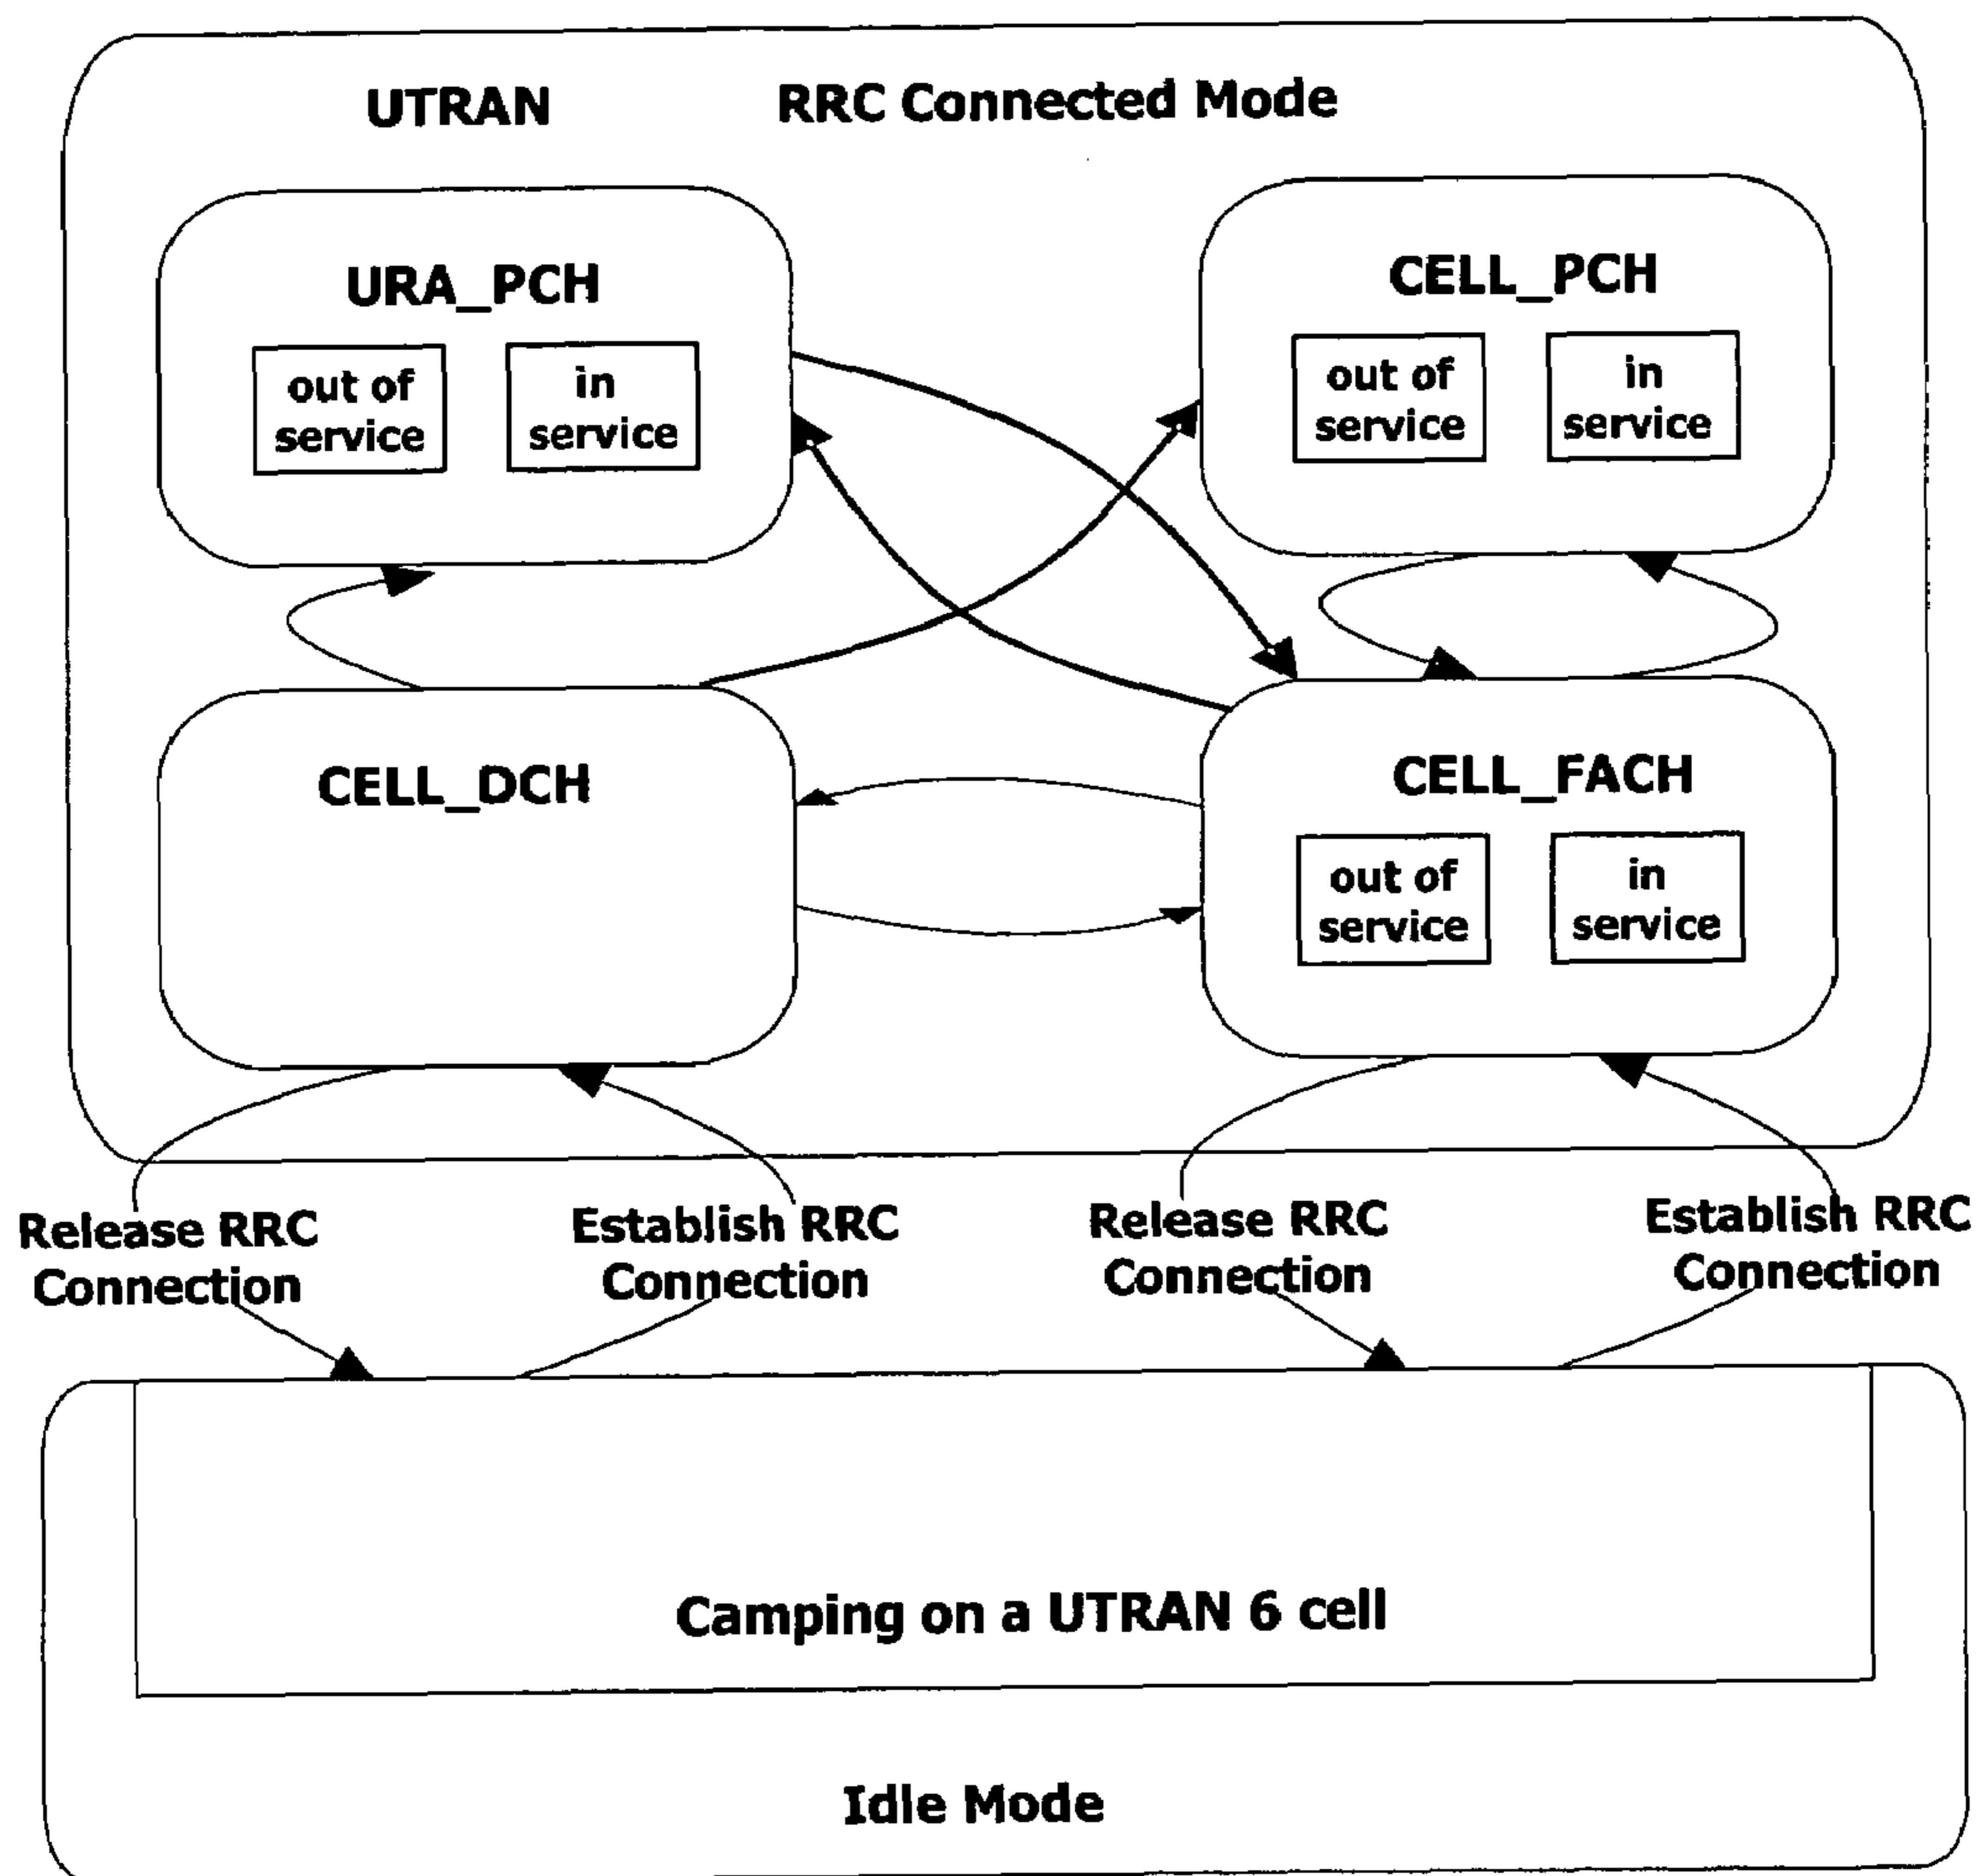 UTRAN RRC Connected Mode
URA_PCH
out of
service
in
service
CELL_PCH
out of
service
in
service
CELL_DCH
CELL_FACH
out of
service
in
service
Release RRC
Connection
Establish RRC
Connection
Release RRC
Connection
Establish RRC
Connection
Camping on a UTRAN 6 cell
Idle Mode